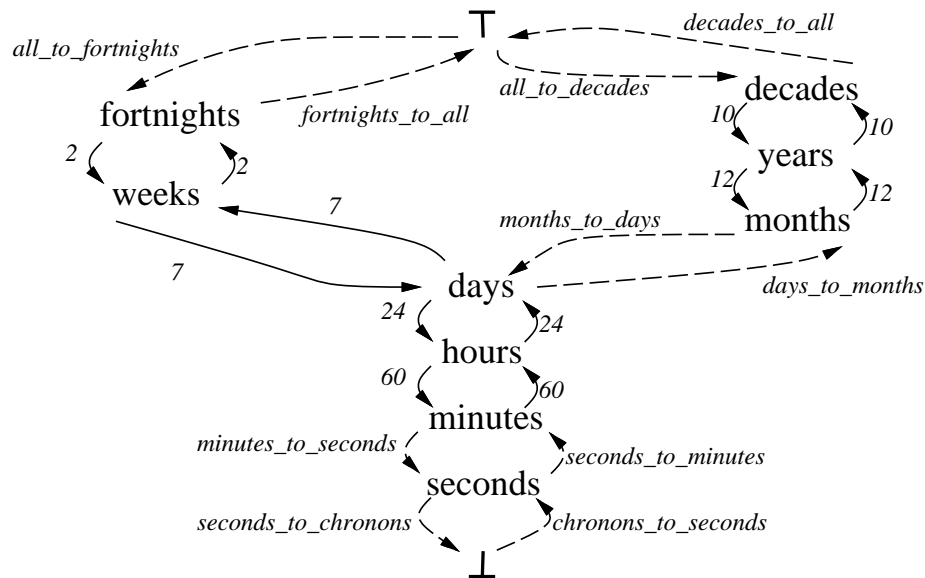 ⊤
decades_to_all
all_to_fortnights
all_to_decades
decades
fortnights
fortnights_to_all
10
10
2
2
years
weeks
12
12
7
months_to_days
months
7
days
days_to_months
24
24
hours
60
60
minutes
minutes_to_seconds
seconds_to_minutes
seconds
seconds_to_chronons
chronons_to_seconds
⊥